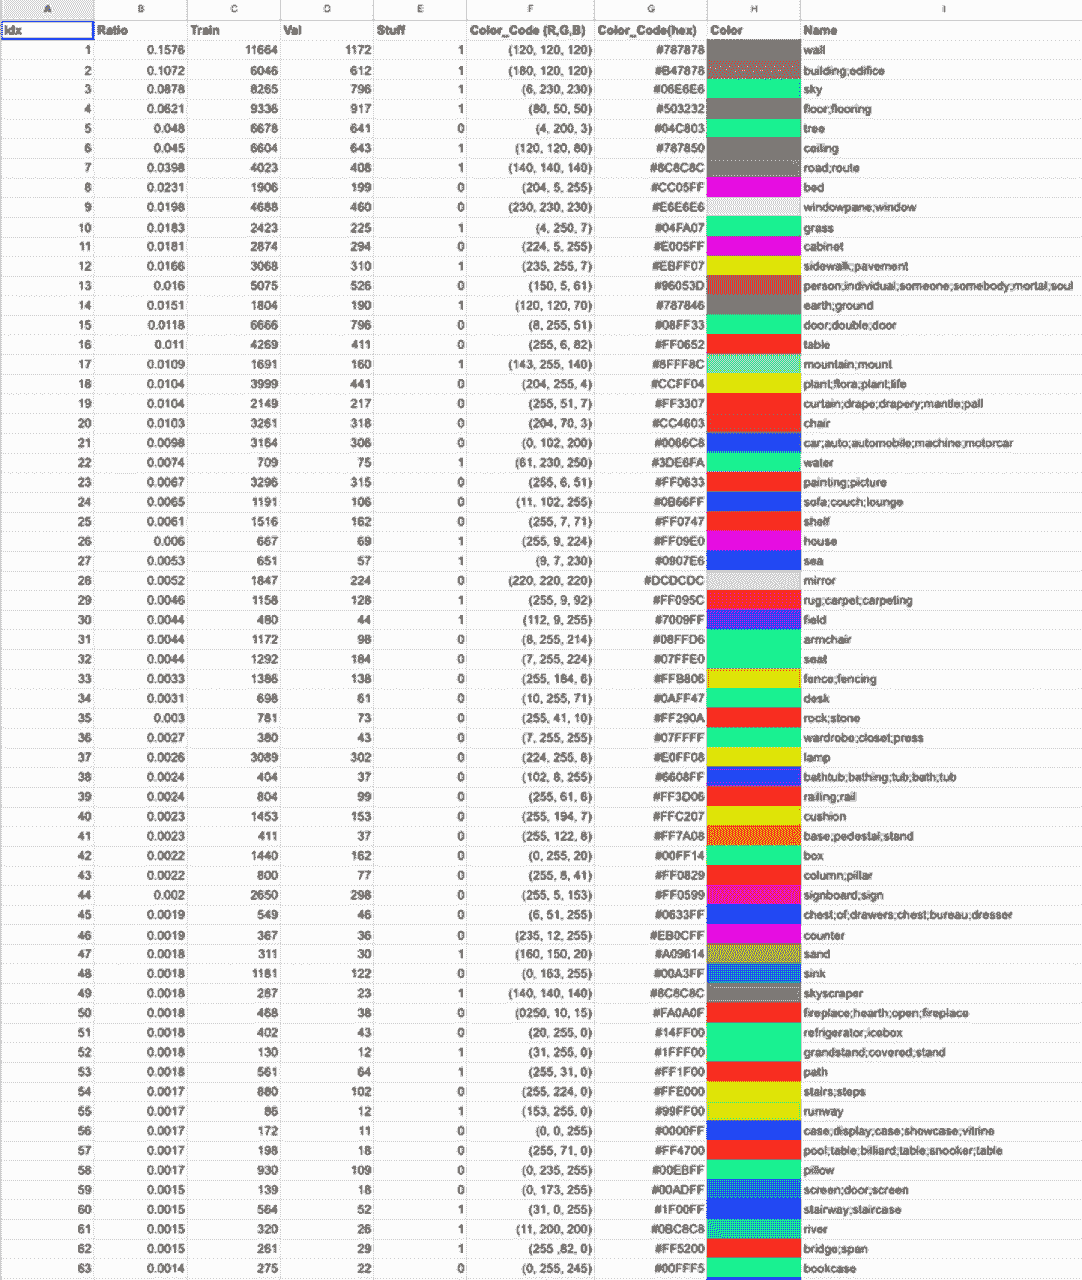 A B C D E F G H I
Idx Ratio Train Val Stuff Color_Code (R,G,B) Color_Code(hex) Color Name
1 0.1576 11664 1172 1 (120, 120, 120) #787878 wall
2 0.1072 6046 612 1 (180, 120, 120) #B47878 building;edifice
3 0.0878 8265 796 1 (6, 230, 230) #06E6E6 sky
4 0.0621 9336 917 1 (80, 50, 50) #503232 floor;flooring
5 0.048 6678 641 0 (4, 200, 3) #04C803 tree
6 0.045 6604 643 1 (120, 120, 80) #787850 ceiling
7 0.0398 4023 408 1 (140, 140, 140) #8C8C8C road;route
8 0.0231 1906 199 0 (204, 5, 255) #CC05FF bed
9 0.0198 4688 460 0 (230, 230, 230) #E6E6E6 windowpane;window
10 0.0183 2423 225 1 (4, 250, 7) #04FA07 grass
11 0.0181 2874 294 0 (224, 5, 255) #E005FF cabinet
12 0.0166 3068 310 1 (235, 255, 7) #EBFF07 sidewalk;pavement
13 0.016 5075 526 0 (150, 5, 61) #96053D person;individual;someone;somebody;mortal;soul
14 0.0151 1804 190 1 (120, 120, 70) #787846 earth;ground
15 0.0118 6666 796 0 (8, 255, 51) #08FF33 door;double;door
16 0.011 4269 411 0 (255, 6, 82) #FF0652 table
17 0.0109 1691 160 1 (143, 255, 140) #8FFF8C mountain;mount
18 0.0104 3999 441 0 (204, 255, 4) #CCFF04 plant;flora;plant;life
19 0.0104 2149 217 0 (255, 51, 7) #FF3307 curtain;drape;drapery;mantle;pall
20 0.0103 3261 318 0 (204, 70, 3) #CC4603 chair
21 0.0098 3164 306 0 (0, 102, 200) #0066C8 car;auto;automobile;machine;motorcar
22 0.0074 709 75 1 (61, 230, 250) #3DE6FA water
23 0.0067 3296 315 0 (255, 6, 51) #FF0633 painting;picture
24 0.0065 1191 106 0 (11, 102, 255) #0B66FF sofa;couch;lounge
25 0.0061 1516 162 0 (255, 7, 71) #FF0747 shelf
26 0.006 667 69 1 (255, 9, 224) #FF09E0 house
27 0.0053 651 57 1 (9, 7, 230) #0907E6 sea
28 0.0052 1847 224 0 (220, 220, 220) #DCDCDC mirror
29 0.0046 1158 128 1 (255, 9, 92) #FF095C rug;carpet;carpeting
30 0.0044 480 44 1 (112, 9, 255) #7009FF field
31 0.0044 1172 98 0 (8, 255, 214) #08FFD6 armchair
32 0.0044 1292 184 0 (7, 255, 224) #07FFE0 seat
33 0.0033 1386 138 0 (255, 184, 6) #FFB806 fence;fencing
34 0.0031 698 61 0 (10, 255, 71) #0AFF47 desk
35 0.003 781 73 0 (255, 41, 10) #FF290A rock;stone
36 0.0027 380 43 0 (7, 255, 255) #07FFFF wardrobe;closet;press
37 0.0026 3089 302 0 (224, 255, 8) #E0FF08 lamp
38 0.0024 404 37 0 (102, 8, 255) #6608FF bathtub;bathing;tub;bath;tub
39 0.0024 804 99 0 (255, 61, 6) #FF3D06 railing;rail
40 0.0023 1453 153 0 (255, 194, 7) #FFC207 cushion
41 0.0023 411 37 0 (255, 122, 8) #FF7A08 base;pedestal;stand
42 0.0022 1440 162 0 (0, 255, 20) #00FF14 box
43 0.0022 800 77 0 (255, 8, 41) #FF0829 column;pillar
44 0.002 2650 298 0 (255, 5, 153) #FF0599 signboard;sign
45 0.0019 549 46 0 (6, 51, 255) #0633FF chest;of;drawers;chest;bureau;dresser
46 0.0019 367 36 0 (235, 12, 255) #EB0CFF counter
47 0.0018 311 30 1 (160, 150, 20) #A09614 sand
48 0.0018 1181 122 0 (0, 163, 255) #00A3FF sink
49 0.0018 287 23 1 (140, 140, 140) #8C8C8C skyscraper
50 0.0018 468 38 0 (0250, 10, 15) #FA0A0F fireplace;hearth;open;fireplace
51 0.0018 402 43 0 (20, 255, 0) #14FF00 refrigerator;icebox
52 0.0018 130 12 1 (31, 255, 0) #1FFF00 grandstand;covered;stand
53 0.0018 561 64 1 (255, 31, 0) #FF1F00 path
54 0.0017 880 102 0 (255, 224, 0) #FFE000 stairs;steps
55 0.0017 86 12 1 (153, 255, 0) #99FF00 runway
56 0.0017 172 11 0 (0, 0, 255) #0000FF case;display;case;showcase;vitrine
57 0.0017 198 18 0 (255, 71, 0) #FF4700 pool;table;billiard;table;snooker;table
58 0.0017 930 109 0 (0, 235, 255) #00EBFF pillow
59 0.0015 139 18 0 (0, 173, 255) #00ADFF screen;door;screen
60 0.0015 564 52 1 (31, 0, 255) #1F00FF stairway;staircase
61 0.0015 320 26 1 (11, 200, 200) #0BC8C8 river
62 0.0015 261 29 1 (255 ,82, 0) #FF5200 bridge;span
63 0.0014 275 22 0 (0, 255, 245) #00FFF5 bookcase